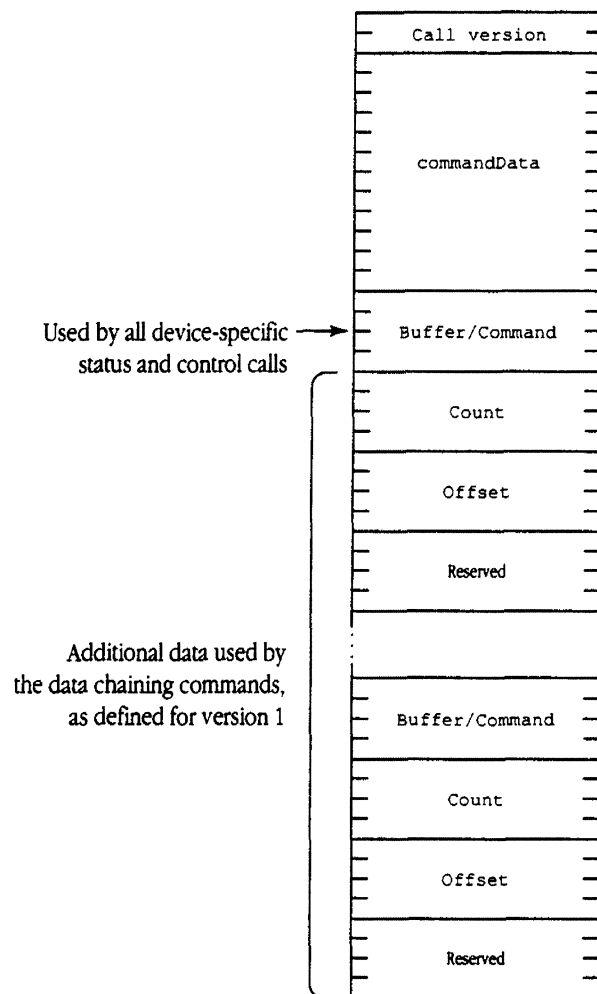 Call version
commandData
Used by all device-specific
status and control calls
Buffer/Command
Count
Offset
Reserved
Additional data used by
the data chaining commands,
as defined for version 1
Buffer/Command
Count
Offset
Reserved